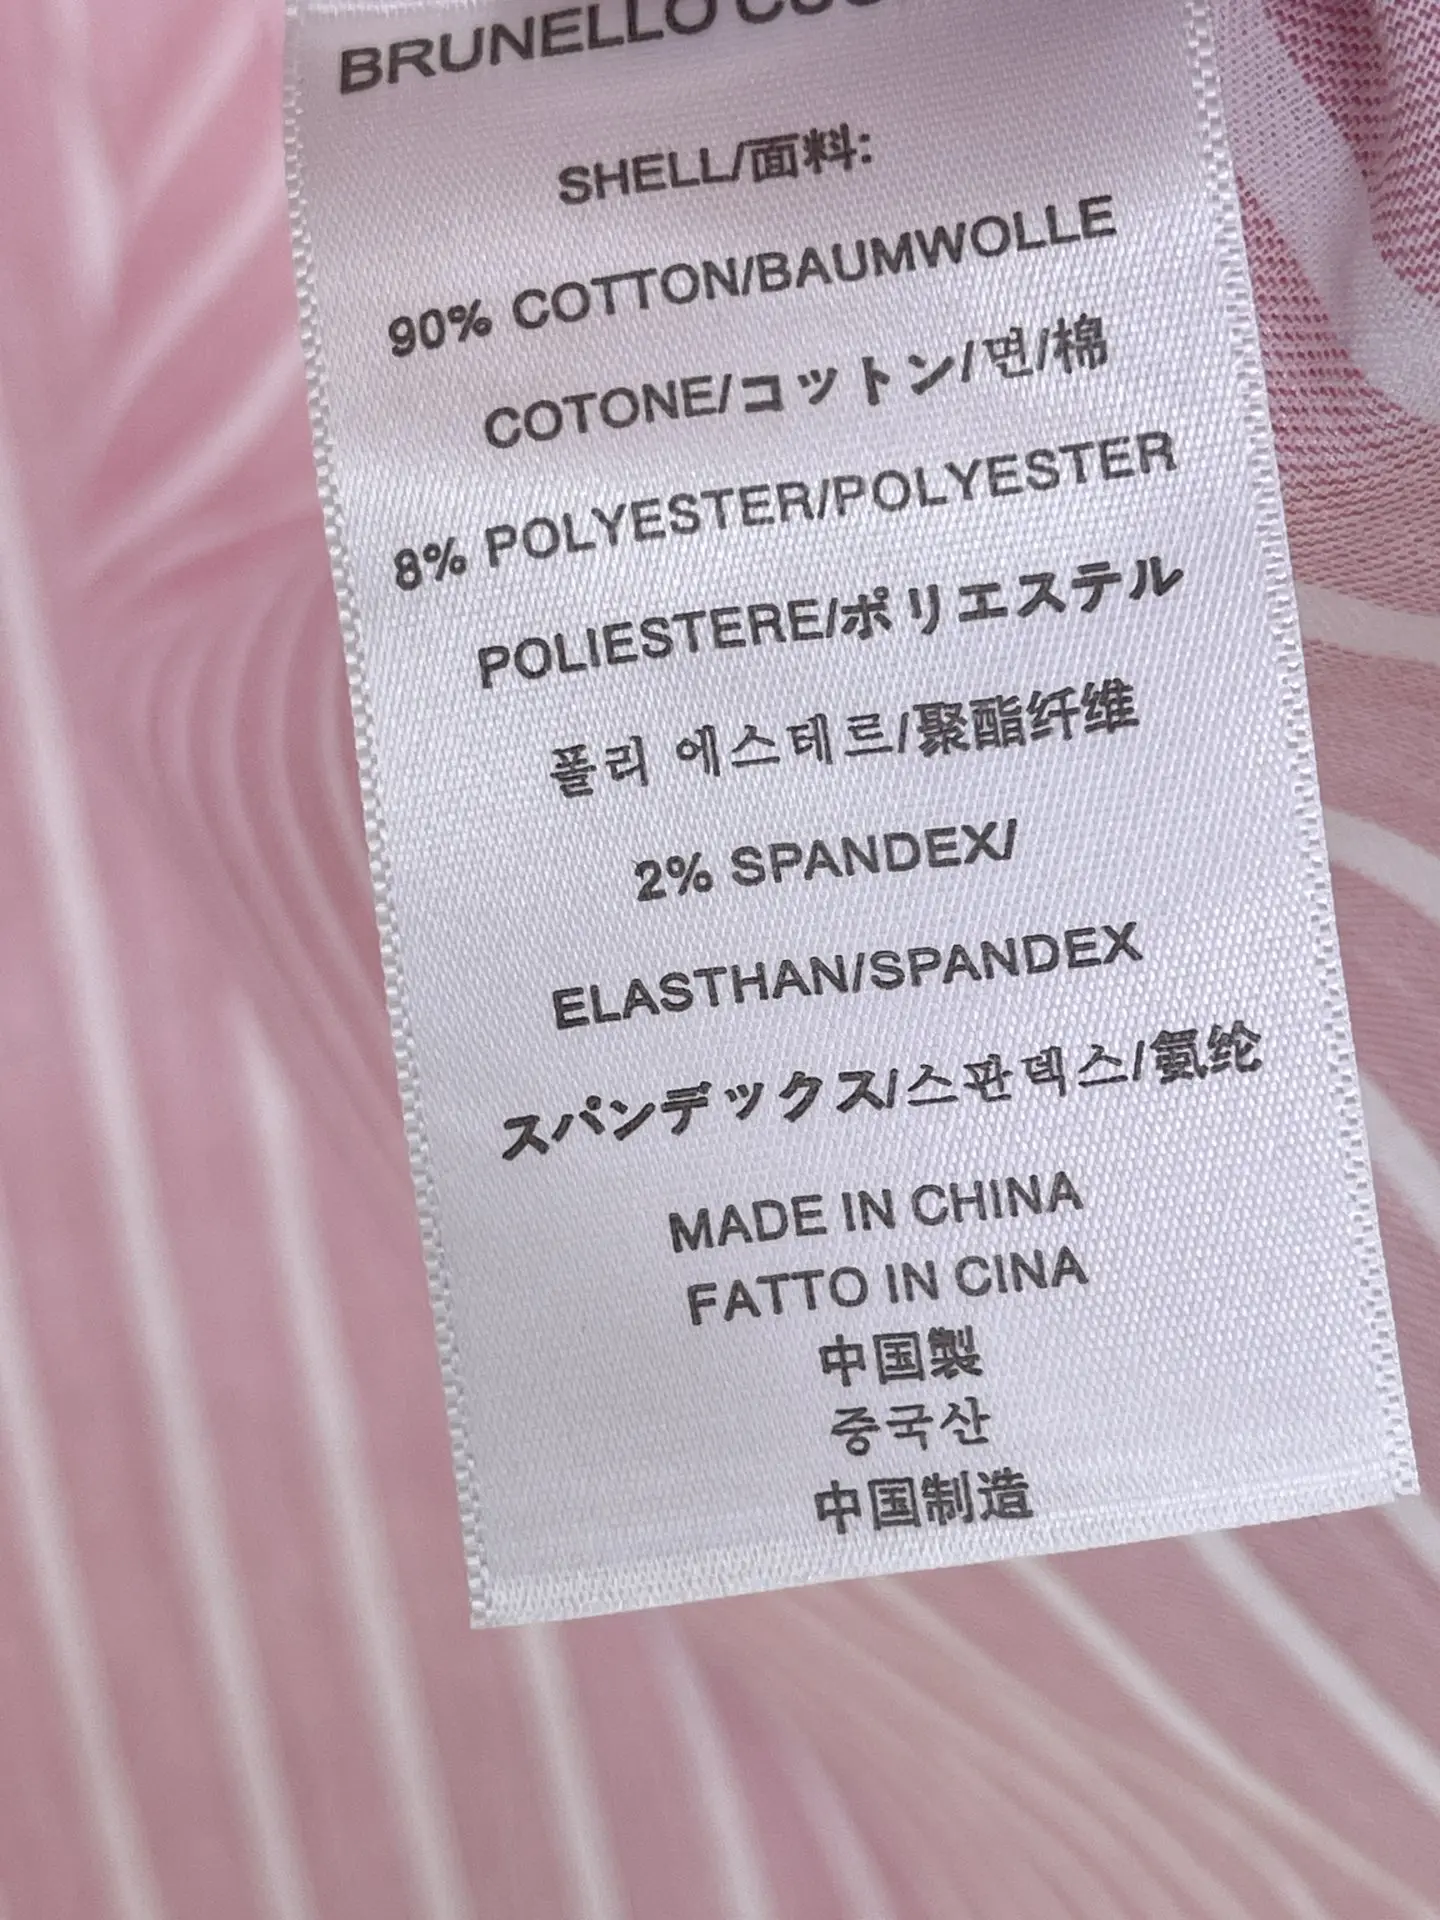 BRUNELLO
SHELL/面料:
90% COTTON/BAUMWOLLE
COTONE/コットン/면/棉
8% POLYESTER/POLYESTER
POLIESTERE/ポリエステル
폴리 에스테르/聚酯纤维
2% SPANDEX/
ELASTHAN/SPANDEX
スパンデックス/스판덱스/氨纶
MADE IN CHINA
FATTO IN CINA
中国製
중국산
中国制造